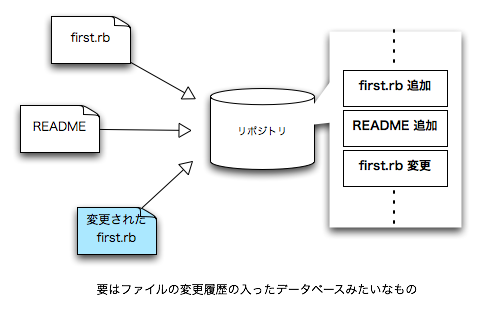 first.rb
README
変更された
first.rb
リポジトリ
first.rb 追加
README 追加
first.rb 変更
要はファイルの変更履歴の入ったデータベースみたいなもの